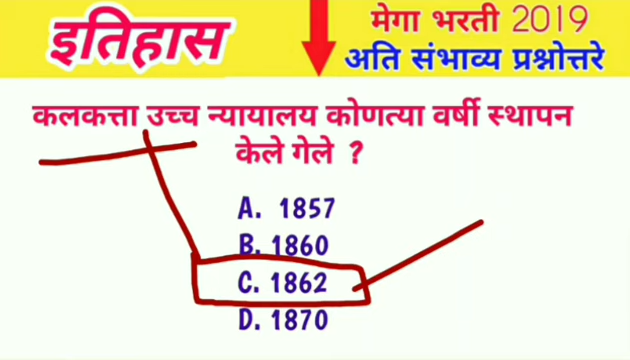 इतिहास
मेगा भरती 2019
अति संभाव्य प्रश्नोत्तरे
कलकत्ता उच्च न्यायालय कोणत्या वर्षी स्थापन
केले गेले ?
A. 1857
B. 1860
C. 1862
D. 1870